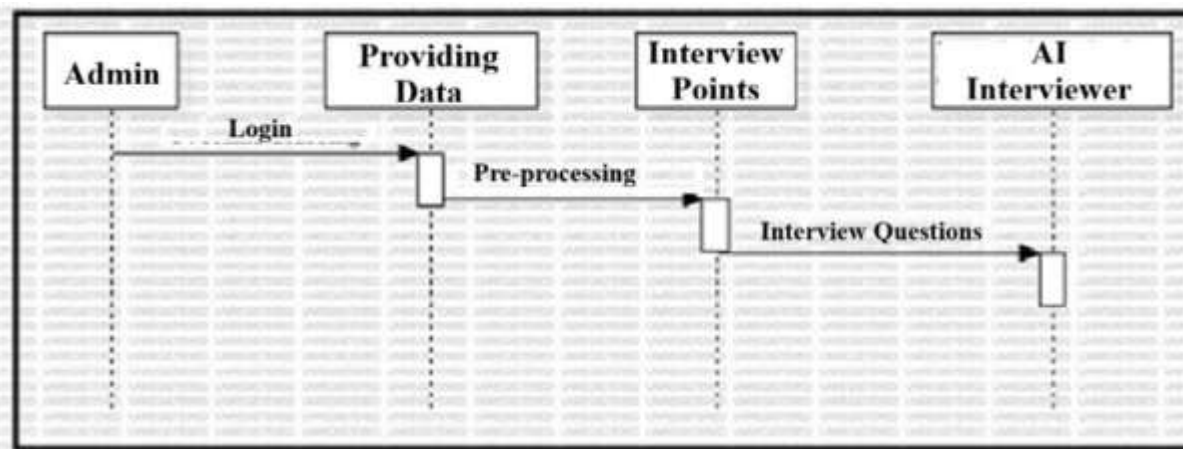 Admin
Providing
Data
Interview
Points
AI
Interviewer
Login
Pre-processing
Interview Questions